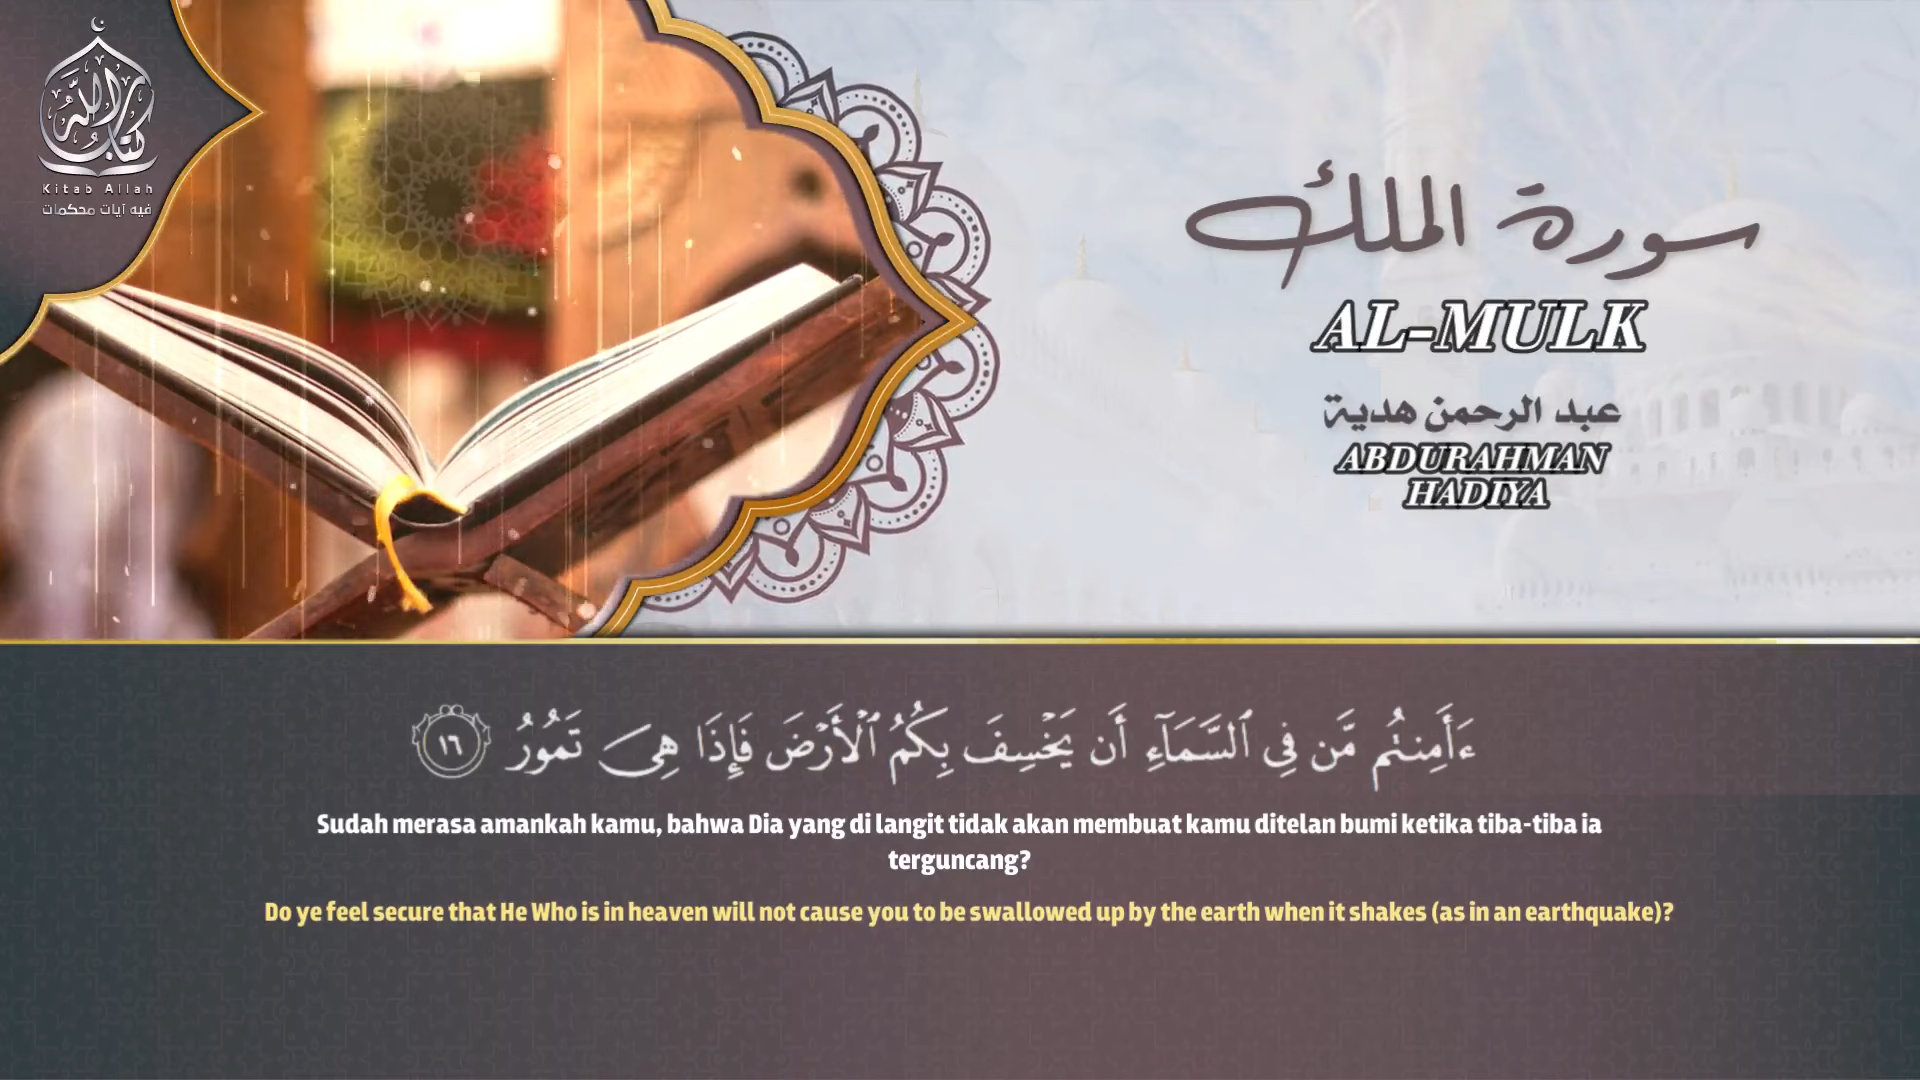 كتاب الله
Kitab Allah
فيه آيات محكمات
سورة الملك
AL-MULK
عبد الرحمن هدية
ABDURAHMAN
HADIYA
ءَأَمِنتُم مَّن فِي ٱلسَّمَآءِ أَن يَخْسِفَ بِكُمُ ٱلْأَرْضَ فَإِذَا هِيَ تَمُورُ ١٦
Sudah merasa amankah kamu, bahwa Dia yang di langit tidak akan membuat kamu ditelan bumi ketika tiba-tiba ia
terguncang?
Do ye feel secure that He Who is in heaven will not cause you to be swallowed up by the earth when it shakes (as in an earthquake)?